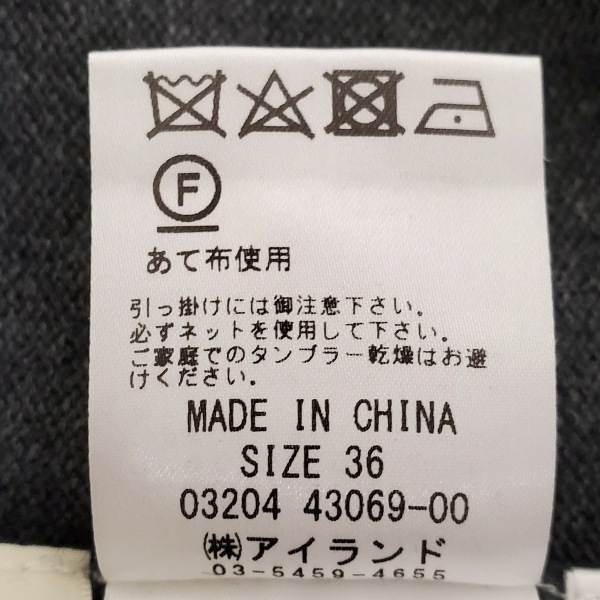 F
あて布使用
引っ掛けには御注意下さい。
必ずネットを使用して下さい。
ご家庭でのタンブラー乾燥はお避
けください。
MADE IN CHINA
SIZE 36
03204 43069-00
㈱アイランド
03-5459-4655